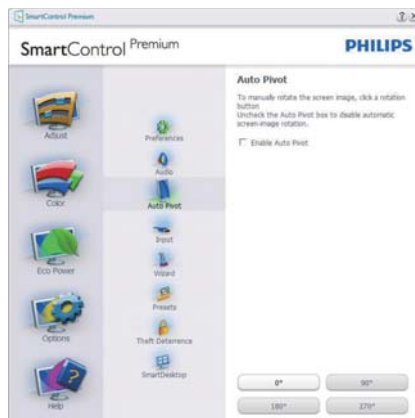 SmartControl Premium
SmartControl Premium
PHILIPS
Adjust
Color
Eco Power
Options
Help
Preferences
Audio
Auto Pivot
Input
Wizard
Presets
Theft Deterrence
SmartDesktop
Auto Pivot
To manually rotate the screen image, click a rotation
button
Uncheck the Auto Pivot box to disable automatic
screen-image rotation.
Enable Auto Pivot
0°
90°
180°
270°